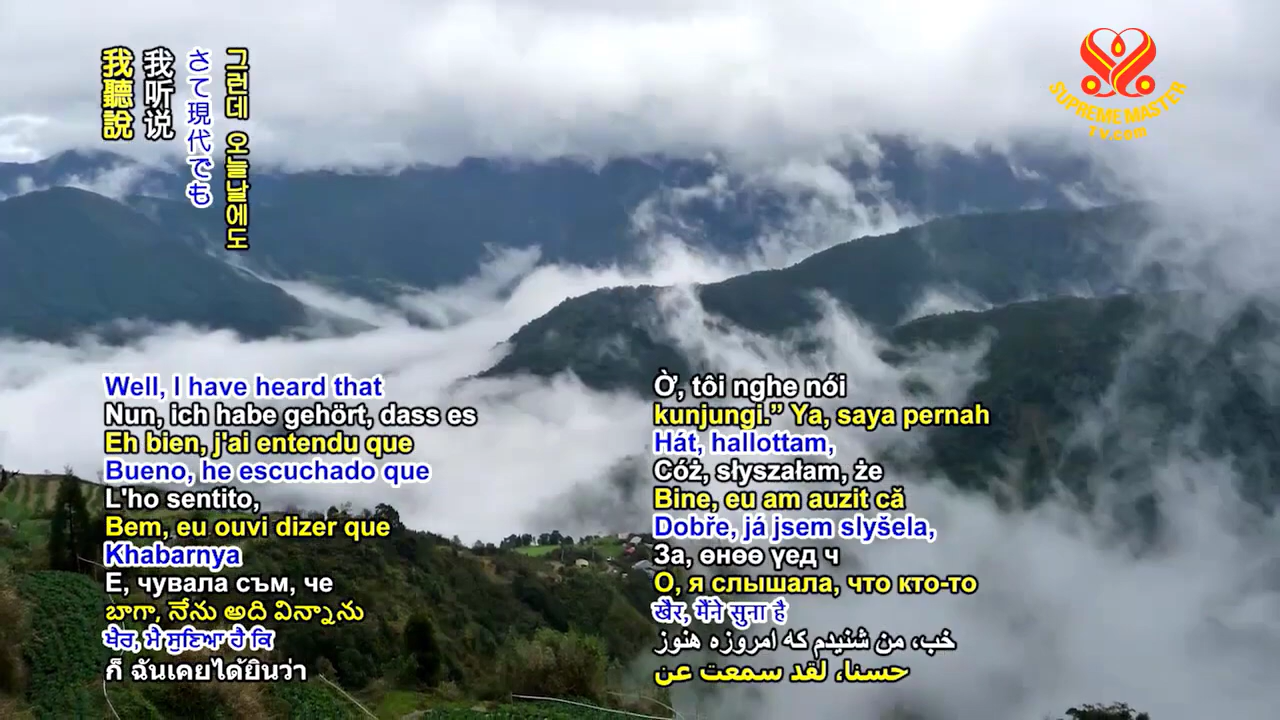 我聽說
我听说
さて現代でも
그런데 오늘날에도
SUPREME MASTER
TV.com
Well, I have heard that
Nun, ich habe gehört, dass es
Eh bien, j'ai entendu que
Bueno, he escuchado que
L'ho sentito,
Bem, eu ouvi dizer que
Khabarnya
Е, чувала съм, че
బాగా, నేను అది విన్నాను
ਖੈਰ, ਮੈਂ ਸੁਣਿਆ ਹੈ ਕਿ
ก็ ฉันเคยได้ยินว่า
Ờ, tôi nghe nói
kunjungi.” Ya, saya pernah
Hát, hallottam,
Cóż, słyszałam, że
Bine, eu am auzit că
Dobře, já jsem slyšela,
За, өнөө үед ч
О, я слышала, что кто-то
खैर, मैंने सुना है
خب، من شنیدم که امروزه هنوز
حسنا، لقد سمعت عن